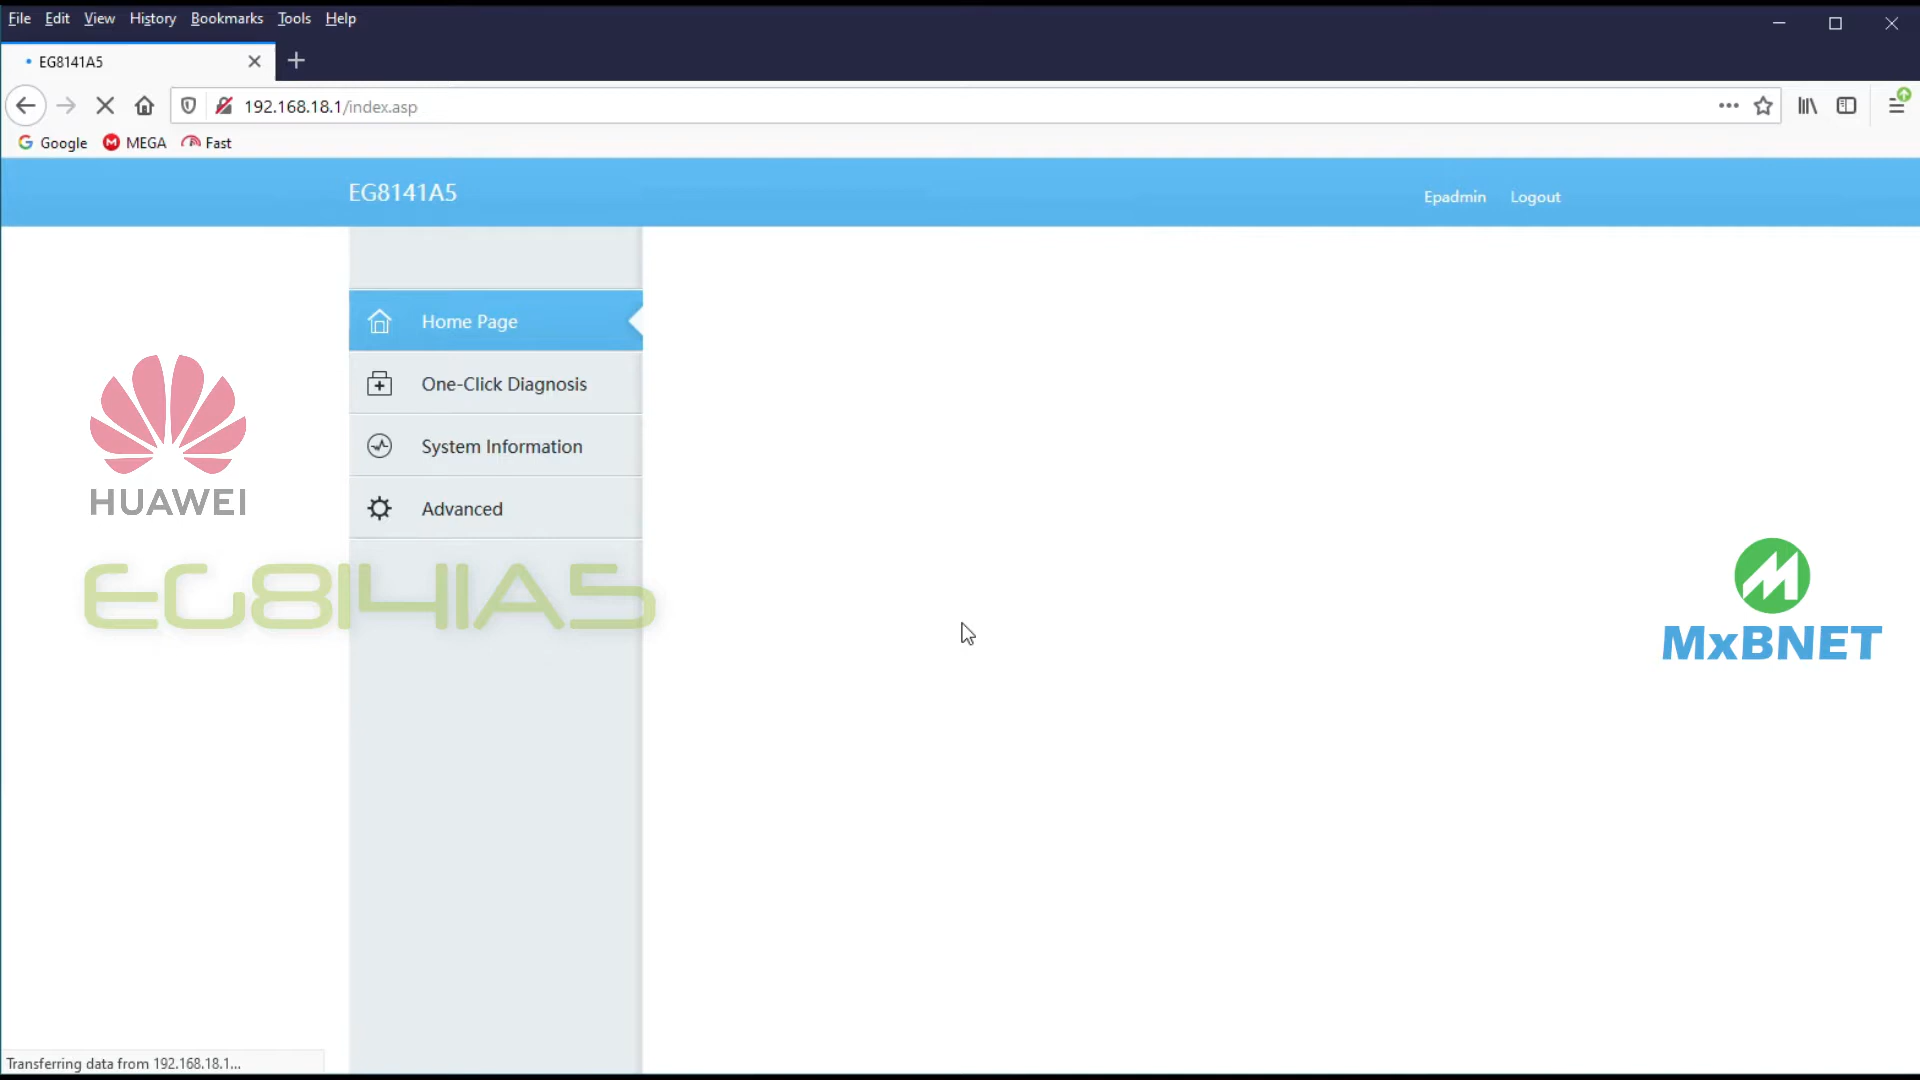 File Edit View History Bookmarks Tools Help
EG8141A5
192.168.18.1/index.asp
Google MEGA Fast
EG8141A5
Epadmin Logout
Home Page
One-Click Diagnosis
System Information
Advanced
HUAWEI
EG8141A5
MxBNET
Transferring data from 192.168.18.1...